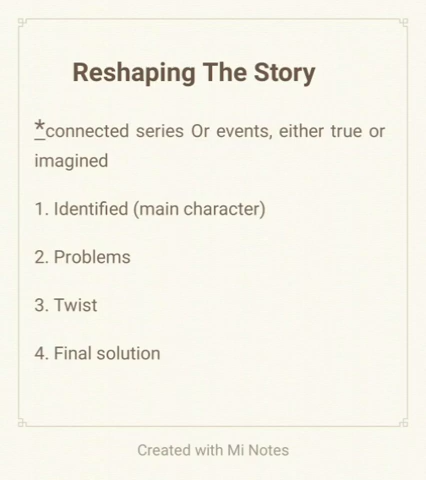 Reshaping The Story
*connected series Or events, either true or
imagined
1. Identified (main character)
2. Problems
3. Twist
4. Final solution
Created with Mi Notes